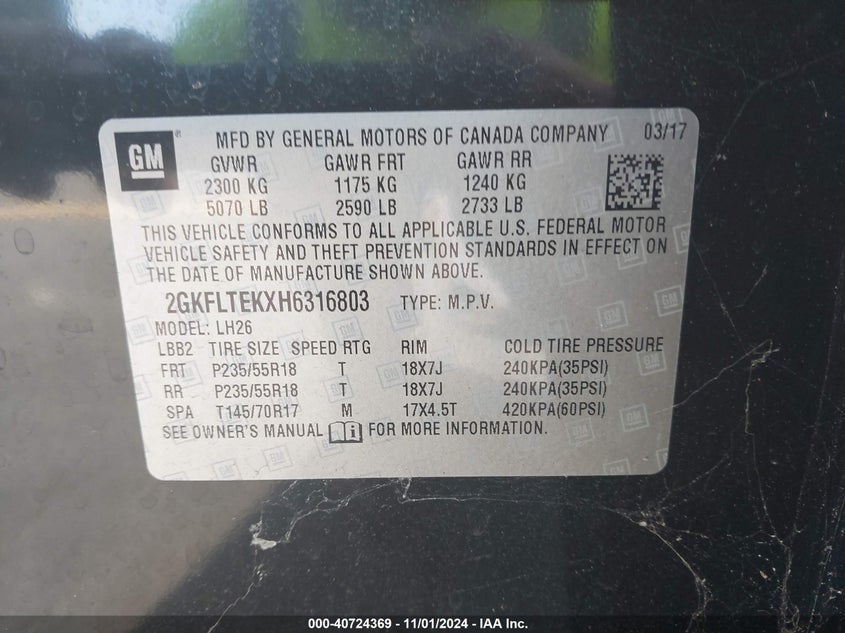 GM ® MFD BY GENERAL MOTORS OF CANADA COMPANY 03/17
GVWR GAWR FRT GAWR RR
2300 KG 1175 KG 1240 KG
5070 LB 2590 LB 2733 LB
THIS VEHICLE CONFORMS TO ALL APPLICABLE U.S. FEDERAL MOTOR
VEHICLE SAFETY AND THEFT PREVENTION STANDARDS IN EFFECT ON
THE DATE OF MANUFACTURE SHOWN ABOVE.
2GKFLTEKXH6316803 TYPE: M.P.V.
MODEL: LH26
LBB2 TIRE SIZE SPEED RTG RIM COLD TIRE PRESSURE
FRT P235/55R18 T 18X7J 240KPA(35PSI)
RR P235/55R18 T 18X7J 240KPA(35PSI)
SPA T145/70R17 M 17X4.5T 420KPA(60PSI)
SEE OWNER'S MANUAL FOR MORE INFORMATION.
000-40724369 - 11/01/2024 - IAA Inc.